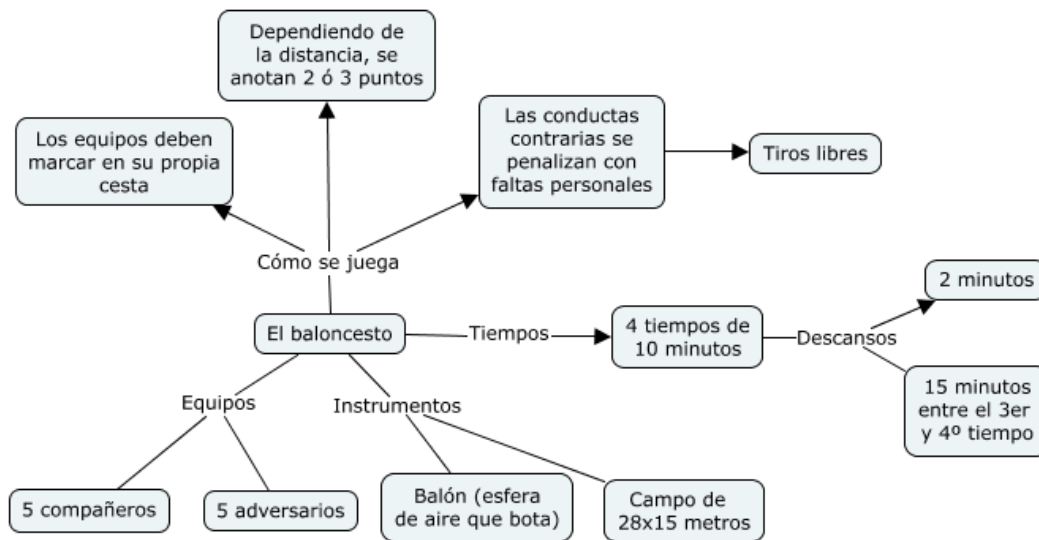 Dependiendo de
la distancia, se
anotan 2 ó 3 puntos
Los equipos deben
marcar en su propia
cesta
Las conductas
contrarias se
penalizan con
faltas personales
Tiros libres
Cómo se juega
2 minutos
El baloncesto
Tiempos
4 tiempos de
10 minutos
Descansos
15 minutos
entre el 3er
y 4º tiempo
Equipos
Instrumentos
5 compañeros
5 adversarios
Balón (esfera
de aire que bota)
Campo de
28x15 metros